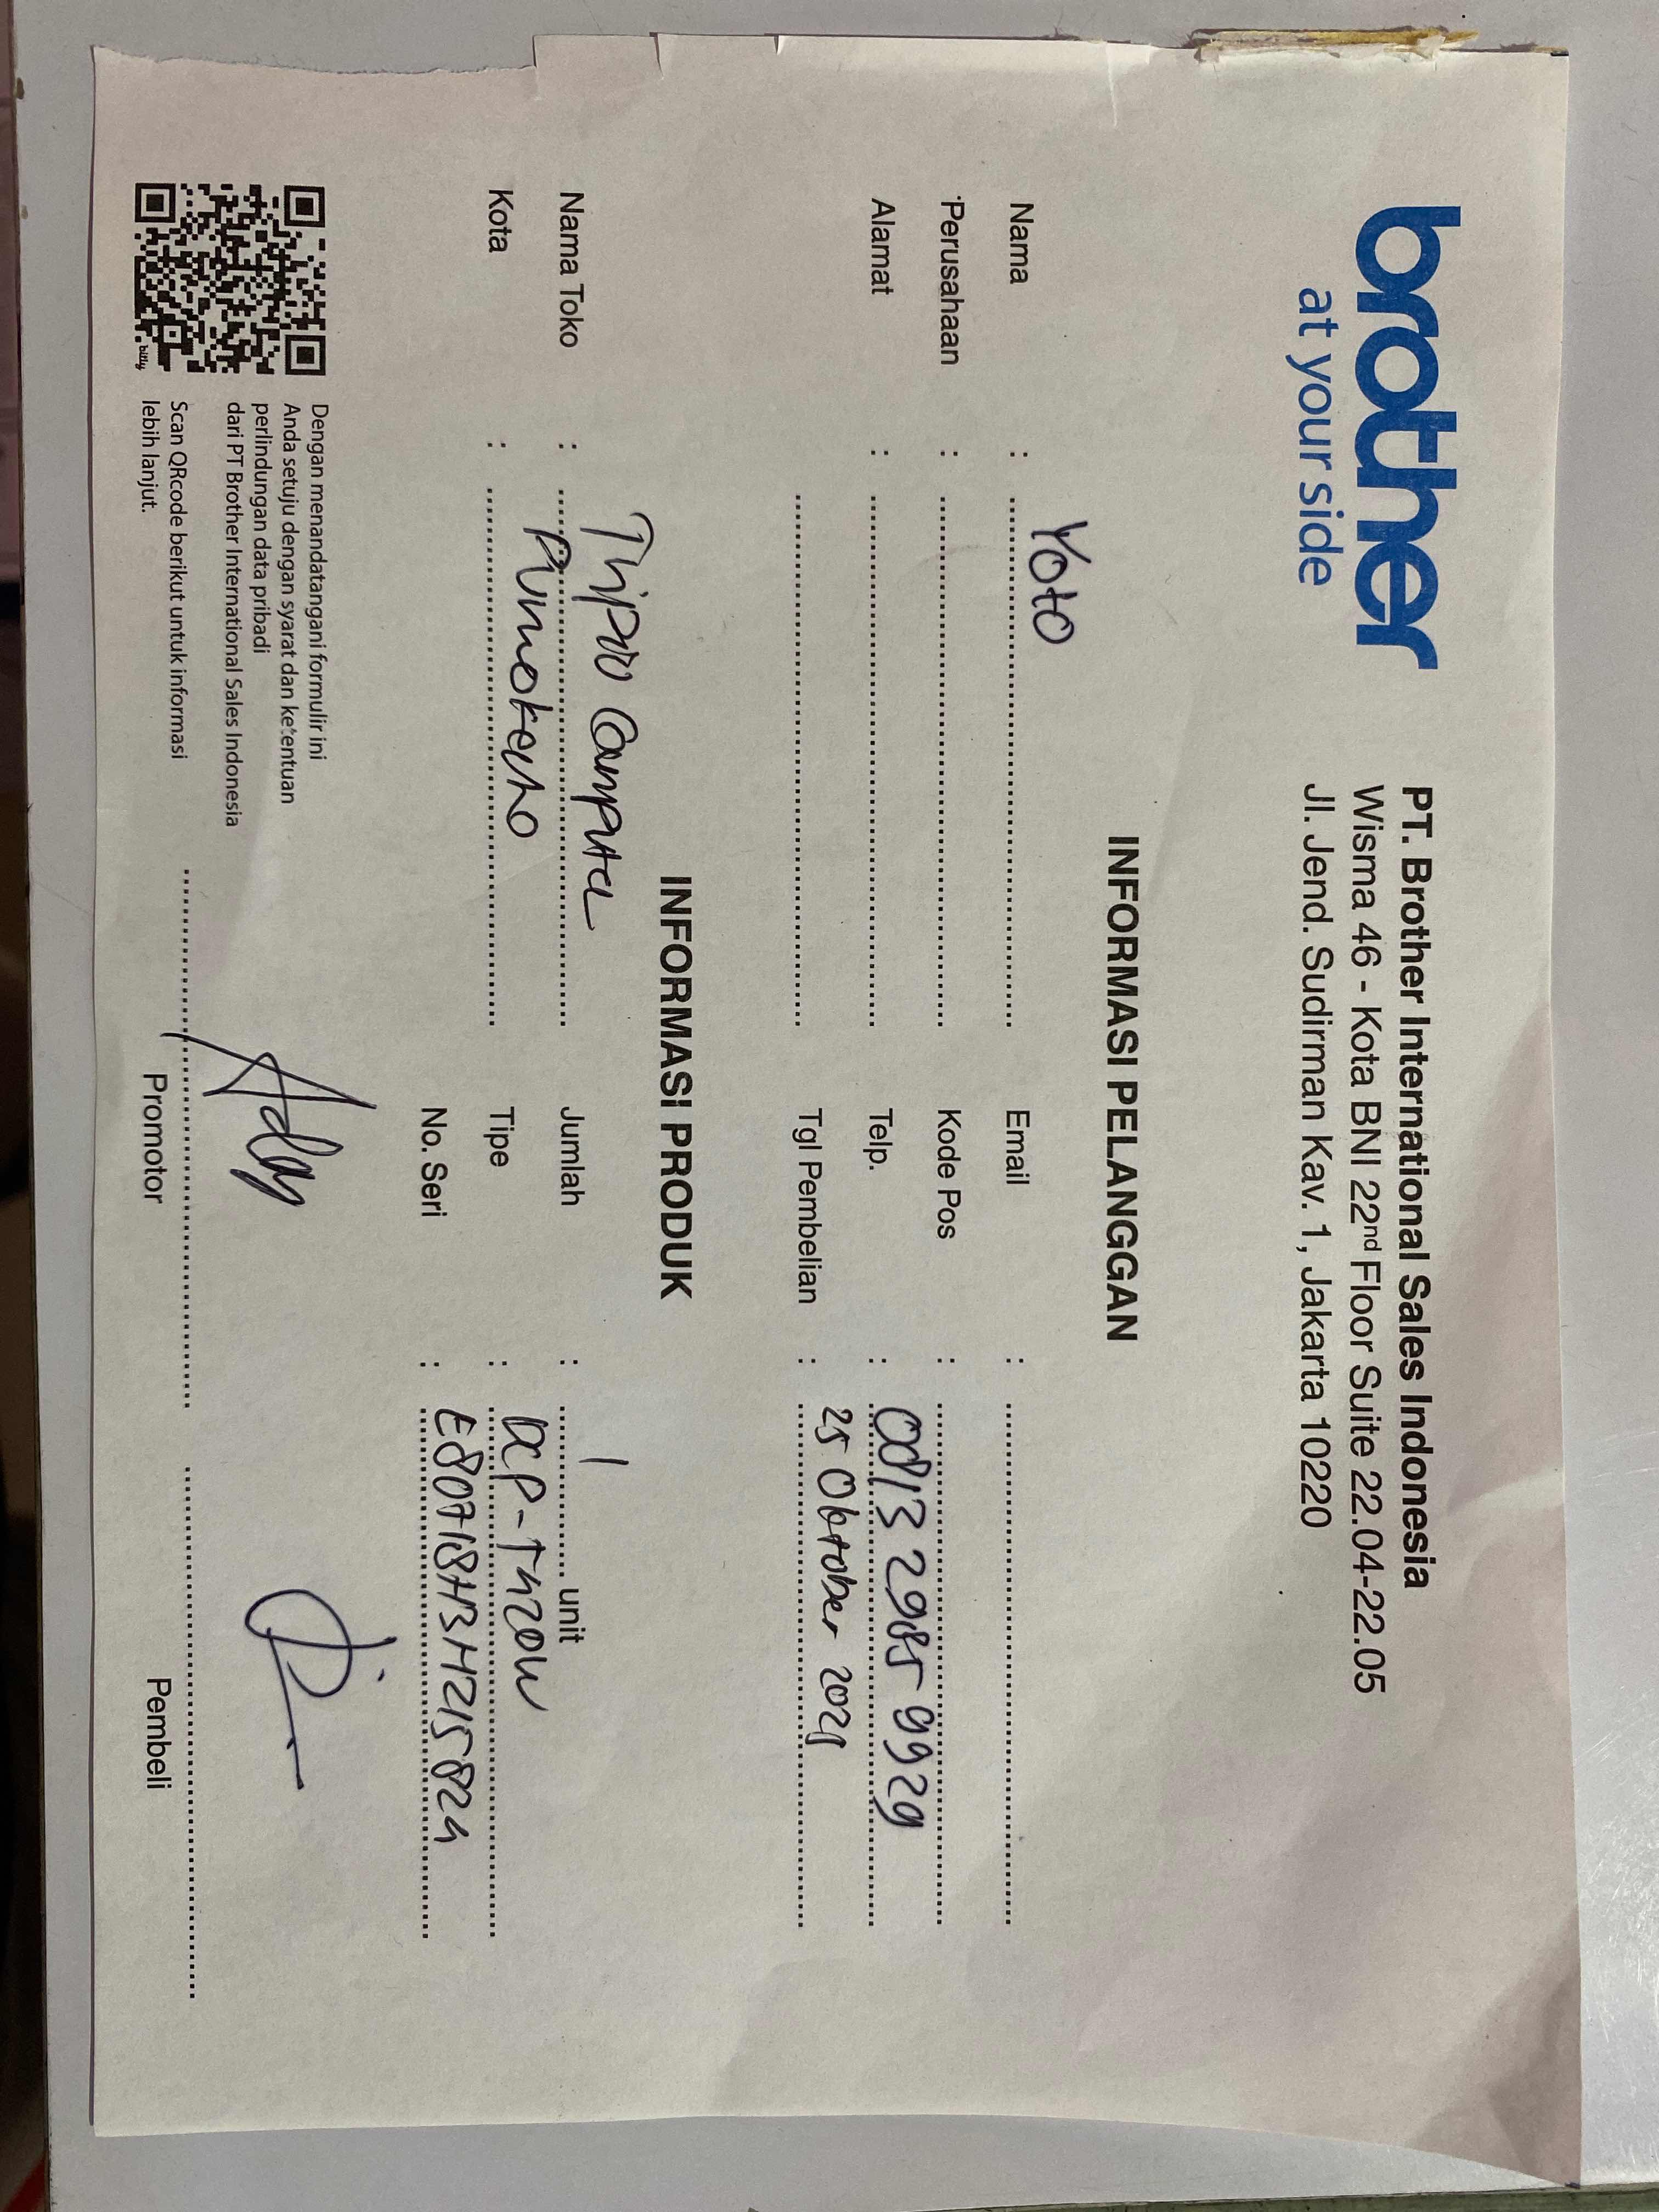 brother
at your side
PT. Brother International Sales Indonesia
Wisma 46 - Kota BNI 22nd Floor Suite 22.04-22.05
Jl. Jend. Sudirman Kav. 1, Jakarta 10220
INFORMASI PELANGGAN
Nama : Yoto Email :
Perusahaan : Kode Pos :
Alamat : Telp. : 0813 2985 9929
Tgl Pembelian : 25 Oktober 2025
INFORMASI PRODUK
Nama Toko : Computer Jumlah : 1 unit
Kota : Purwokerto Tipe : DCP-T420W
No. Seri : E80718H3H215824
Dengan menandatangani formulir ini
Anda setuju dengan syarat dan ketentuan
perlindungan data pribadi
dari PT Brother International Sales Indonesia
Scan QRcode berikut untuk informasi
lebih lanjut.
bitly
Promotor Pembeli